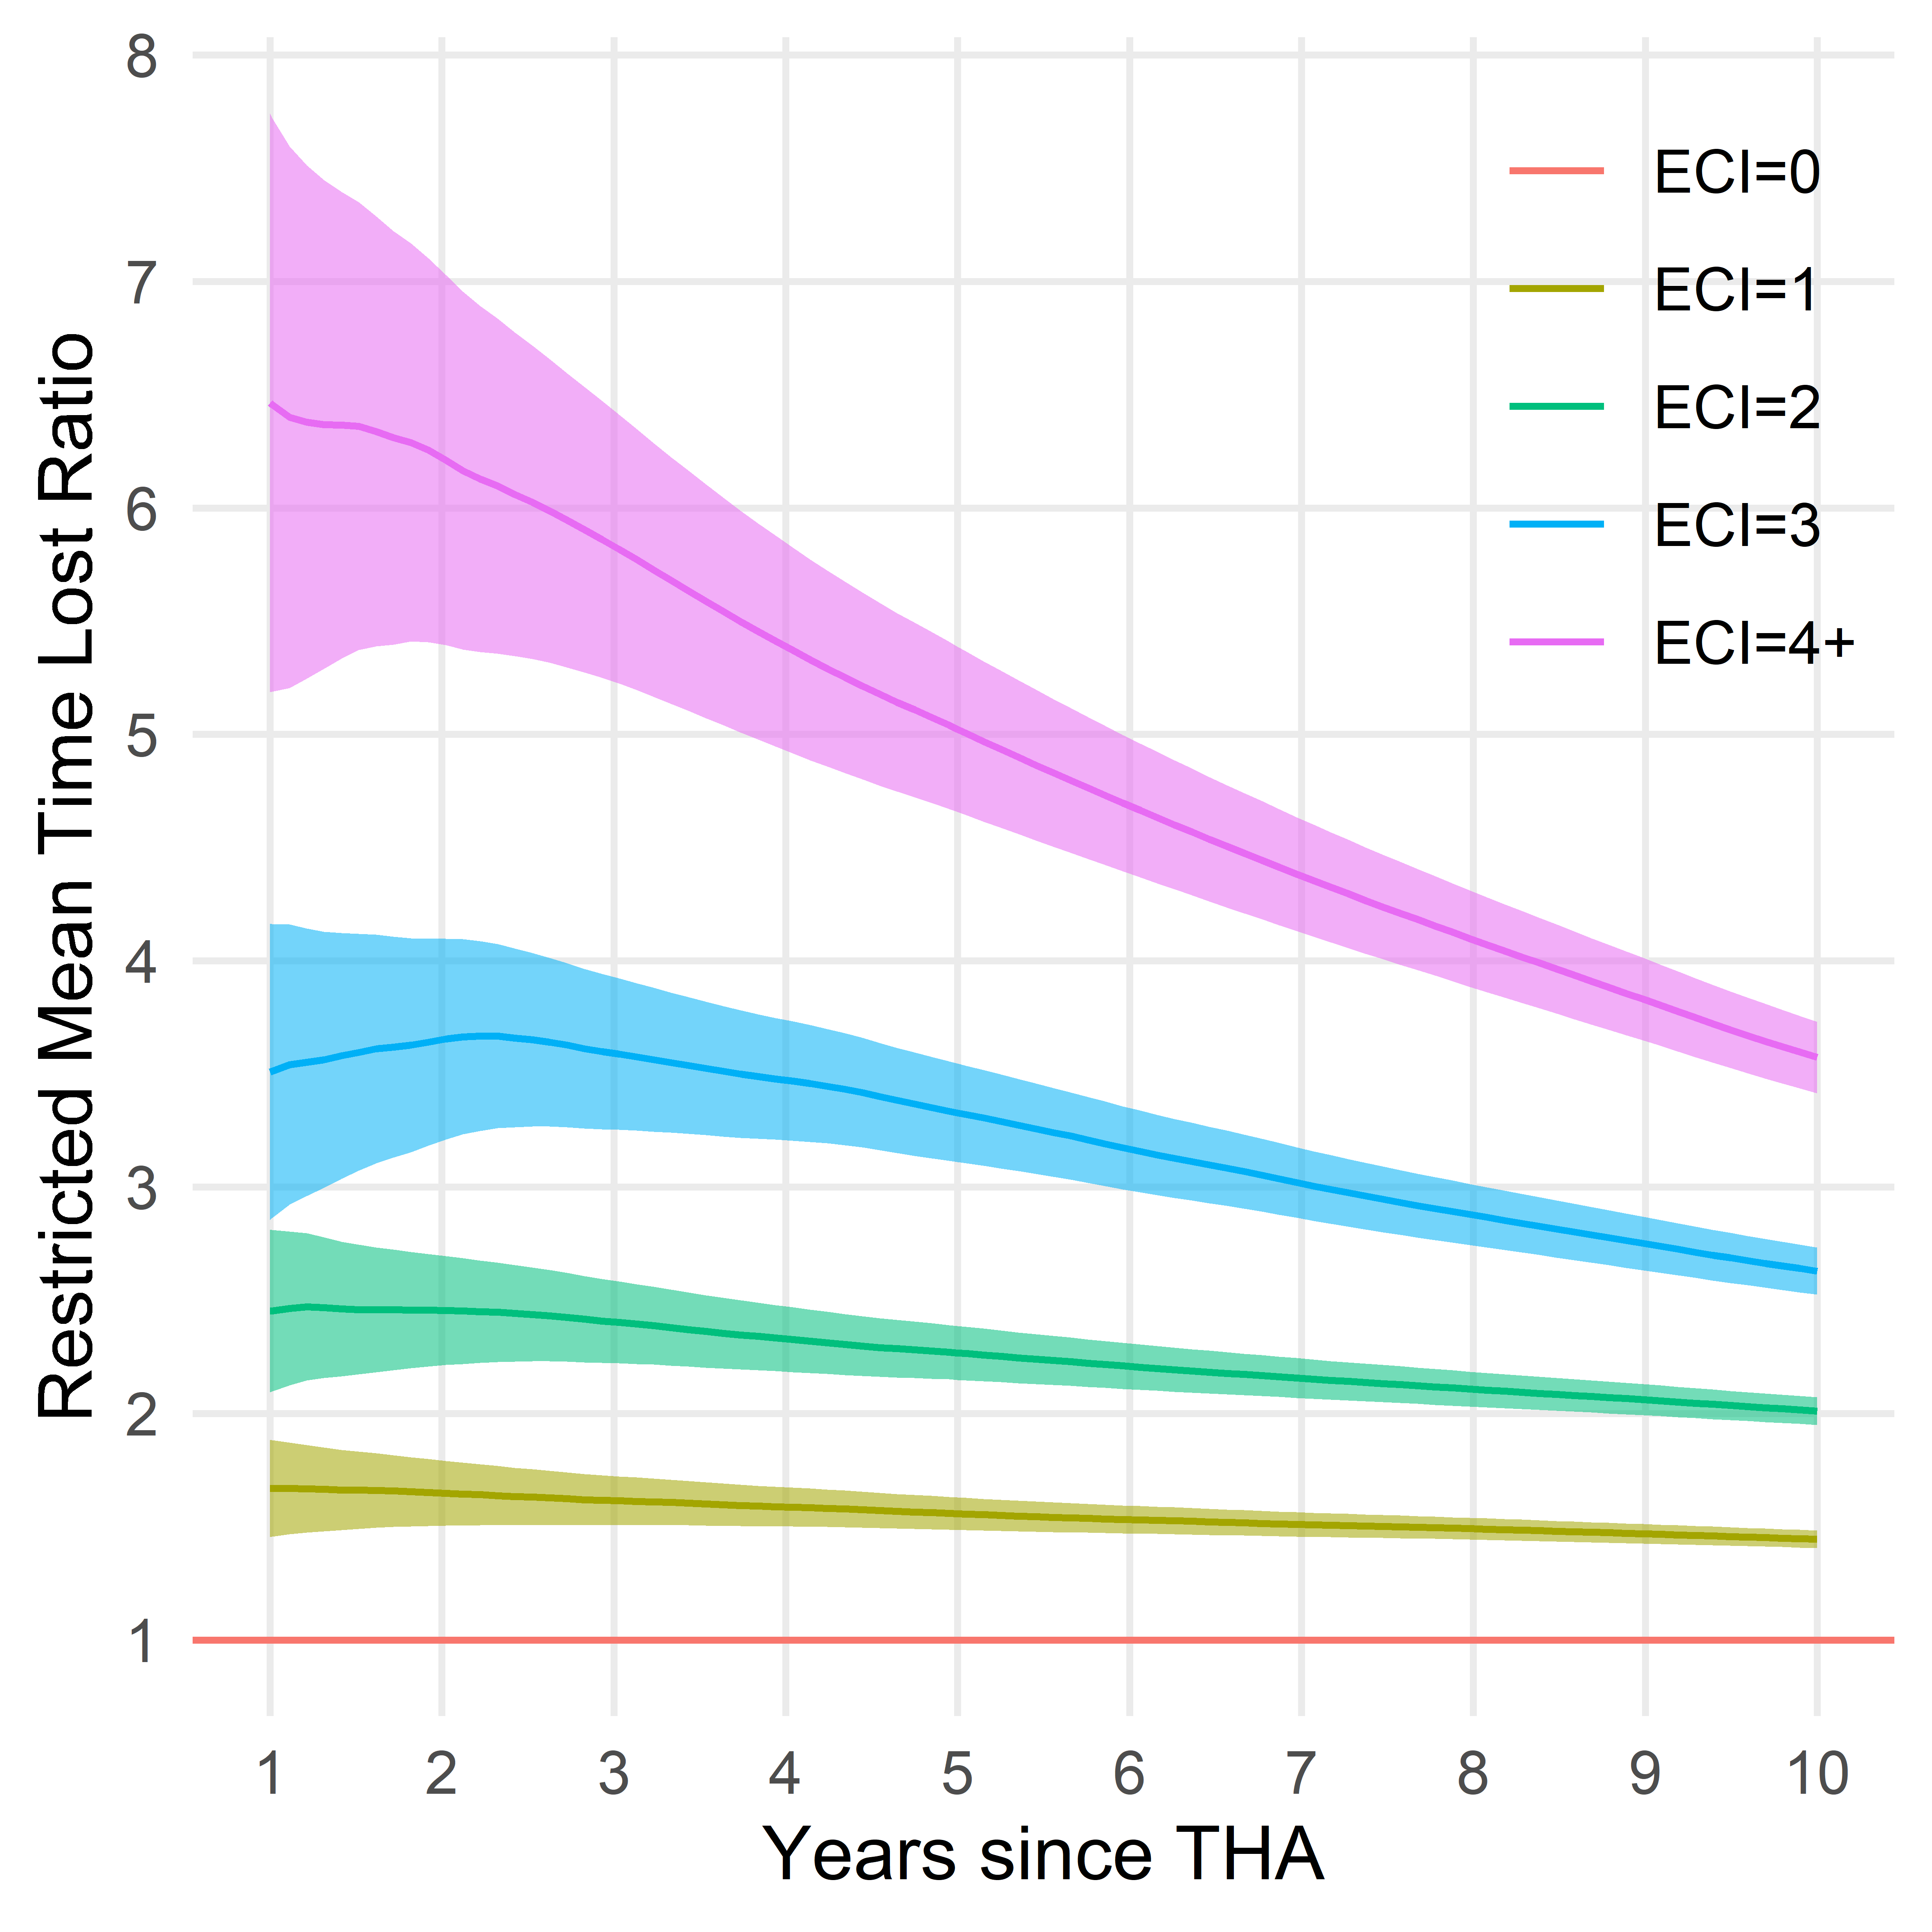 Restricted Mean Time Lost Ratio
8
7
6
5
4
3
2
1
ECI=0
ECI=1
ECI=2
ECI=3
ECI=4+
1 2 3 4 5 6 7 8 9 10
Years since THA